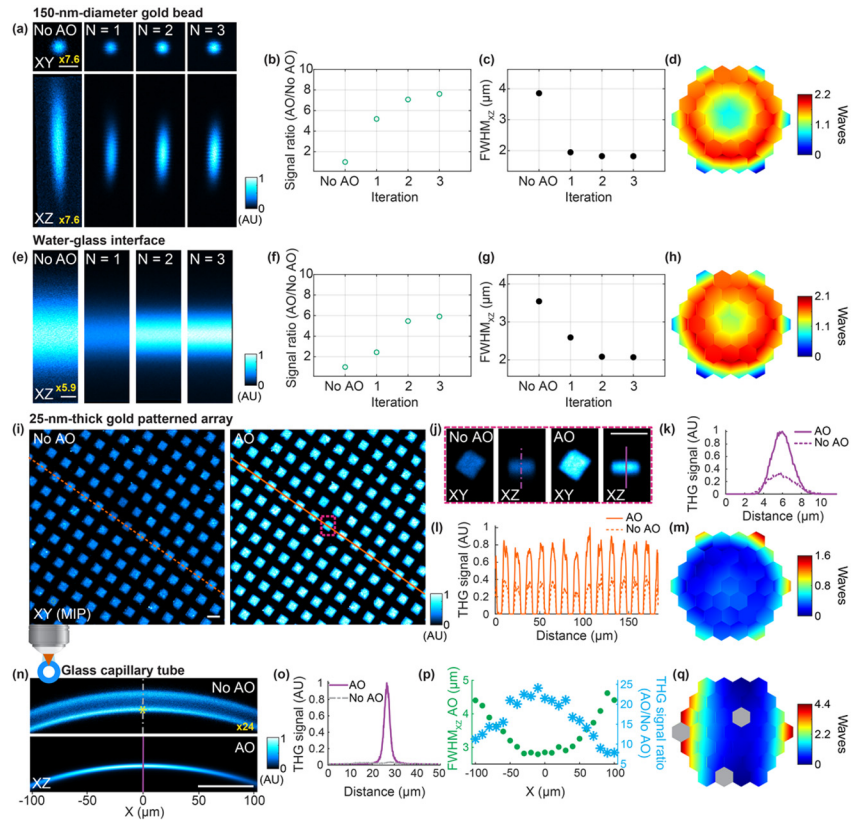 150-nm-diameter gold bead
(a)
No AO
N = 1
N = 2
N = 3
XY
x7.6
XZ
x7.6
1
0
(AU)
(b)
Signal ratio (AO/No AO)
10
8
6
4
2
No AO 1 2 3
Iteration
(c)
FWHMXZ (µm)
4
3
2
No AO 1 2 3
Iteration
(d)
2.2
1.1
0
Waves
Water-glass interface
(e)
No AO
N = 1
N = 2
N = 3
XZ
x5.9
1
0
(AU)
(f)
Signal ratio (AO/No AO)
10
8
6
4
2
No AO 1 2 3
Iteration
(g)
FWHMXZ (µm)
4
3
2
No AO 1 2 3
Iteration
(h)
2.1
1.0
0
Waves
25-nm-thick gold patterned array
(i)
No AO
XY (MIP)
AO
1
0
(AU)
(j)
No AO
XY
XZ
AO
XY
XZ
(k)
THG signal (AU)
1
0.8
0.6
0.4
0.2
0
0 2 4 6 8 10
Distance (µm)
AO
No AO
(l)
THG signal (AU)
1
0.8
0.6
0.4
0.2
0
0 50 100 150
Distance (µm)
AO
No AO
(m)
1.6
0.8
0
Waves
Glass capillary tube
(n)
No AO
x24
AO
XZ
-100 -50 0 50 100
X (µm)
1
0
(AU)
(o)
THG signal (AU)
1
0.8
0.6
0.4
0.2
0
0 10 20 30 40 50
Distance (µm)
AO
No AO
(p)
FWHMXZ AO (µm)
5
4
3
-100 -50 0 50 100
X (µm)
25
20
15
10
5
THG signal ratio
(AO/No AO)
(q)
4.4
2.2
0
Waves